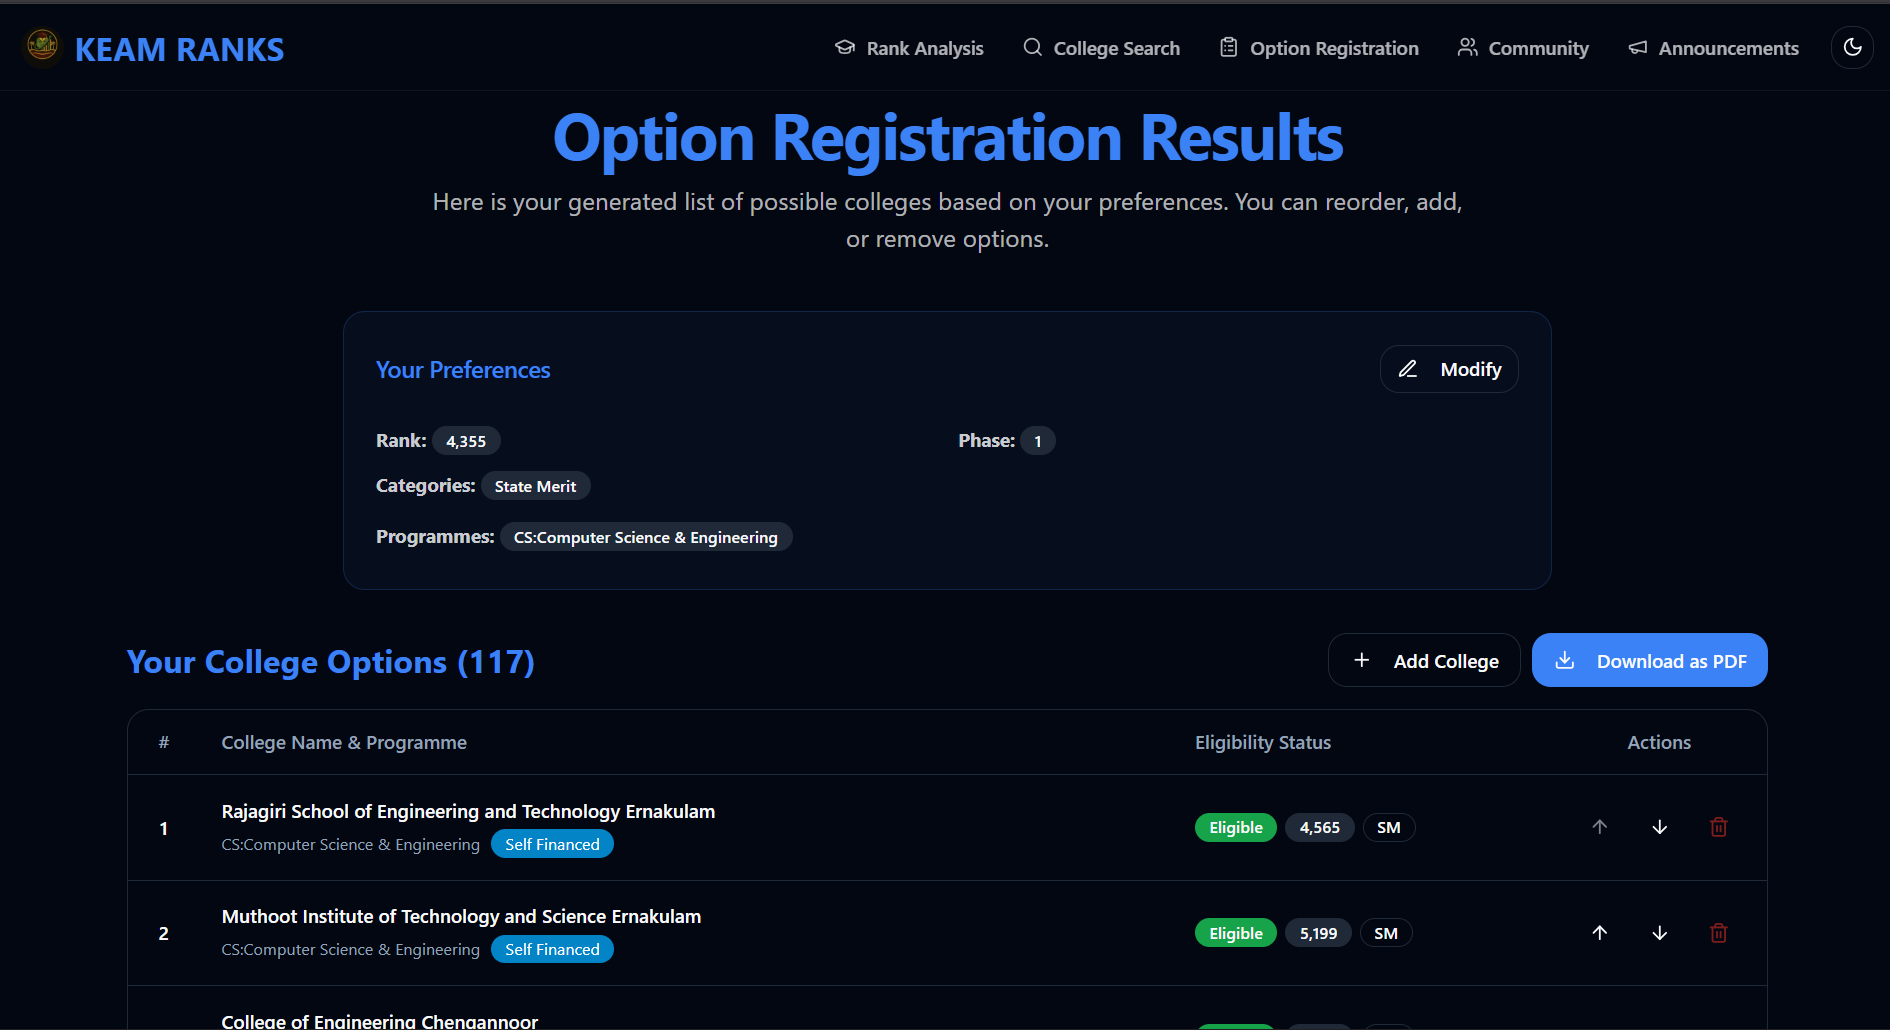 KEAM RANKS
Rank Analysis
College Search
Option Registration
Community
Announcements
Option Registration Results
Here is your generated list of possible colleges based on your preferences. You can reorder, add,
or remove options.
Your Preferences
Modify
Rank: 4,355
Phase: 1
Categories: State Merit
Programmes: CS:Computer Science & Engineering
Your College Options (117)
Add College
Download as PDF
# College Name & Programme Eligibility Status Actions
1
Rajagiri School of Engineering and Technology Ernakulam
CS:Computer Science & Engineering Self Financed
Eligible 4,565 SM
2
Muthoot Institute of Technology and Science Ernakulam
CS:Computer Science & Engineering Self Financed
Eligible 5,199 SM
College of Engineering Chengannoor